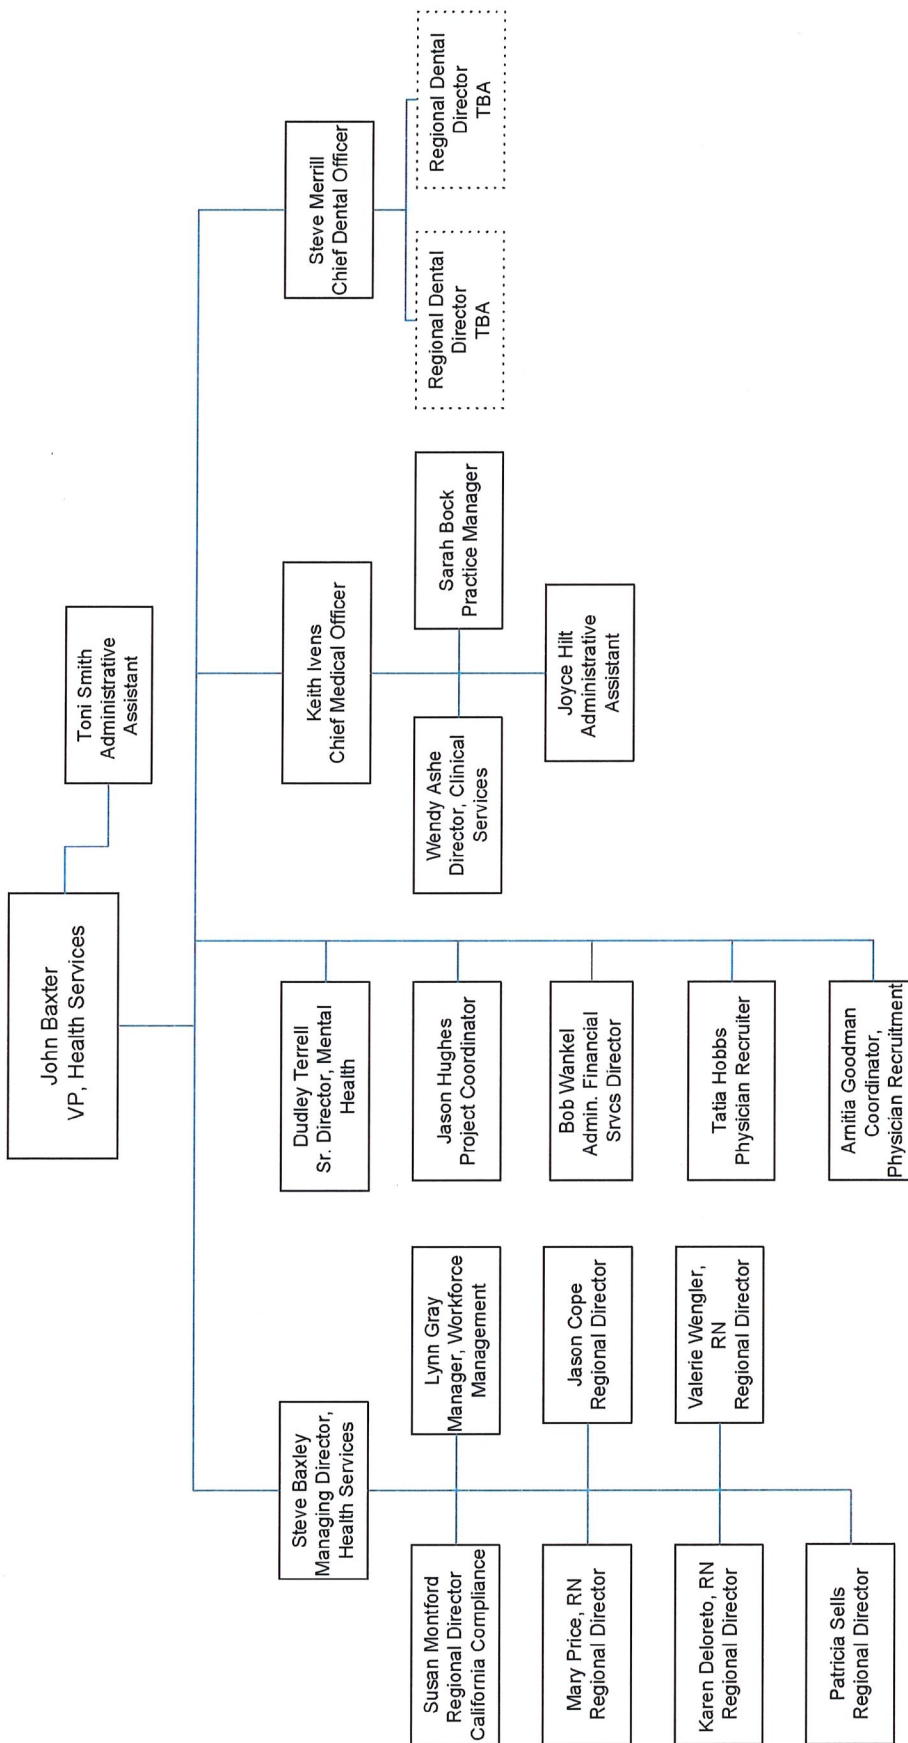 John Baxter
VP, Health Services
Toni Smith
Administrative
Assistant
Steve Baxley
Managing Director,
Health Services
Susan Montford
Regional Director
California Compliance
Lynn Gray
Manager, Workforce
Management
Mary Price, RN
Regional Director
Jason Cope
Regional Director
Karen Deloreto, RN
Regional Director
Valerie Wengler,
RN
Regional Director
Patricia Sells
Regional Director
Dudley Terrell
Sr. Director, Mental
Health
Jason Hughes
Project Coordinator
Bob Wankel
Admin. Financial
Srvcs Director
Tatia Hobbs
Physician Recruiter
Amitia Goodman
Coordinator,
Physician Recruitment
Keith Ivens
Chief Medical Officer
Wendy Ashe
Director, Clinical
Services
Sarah Bock
Practice Manager
Joyce Hilt
Administrative
Assistant
Steve Merrill
Chief Dental Officer
Regional Dental
Director
TBA
Regional Dental
Director
TBA